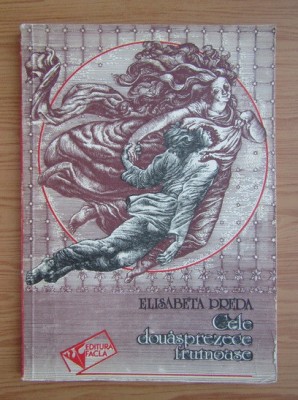 ELISABETA PREDA
Cele
douăsprezece
frumoase
EDITURA
FACLA